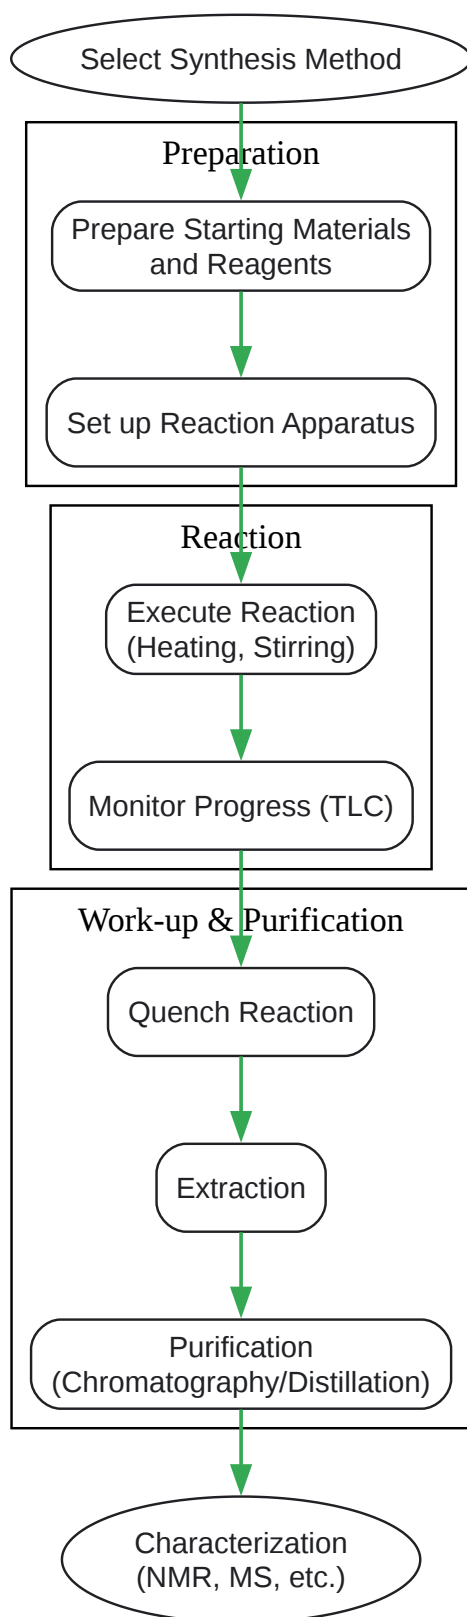 Select Synthesis Method
Preparation
Prepare Starting Materials
and Reagents
Set up Reaction Apparatus
Reaction
Execute Reaction
(Heating, Stirring)
Monitor Progress (TLC)
Work-up & Purification
Quench Reaction
Extraction
Purification
(Chromatography/Distillation)
Characterization
(NMR, MS, etc.)